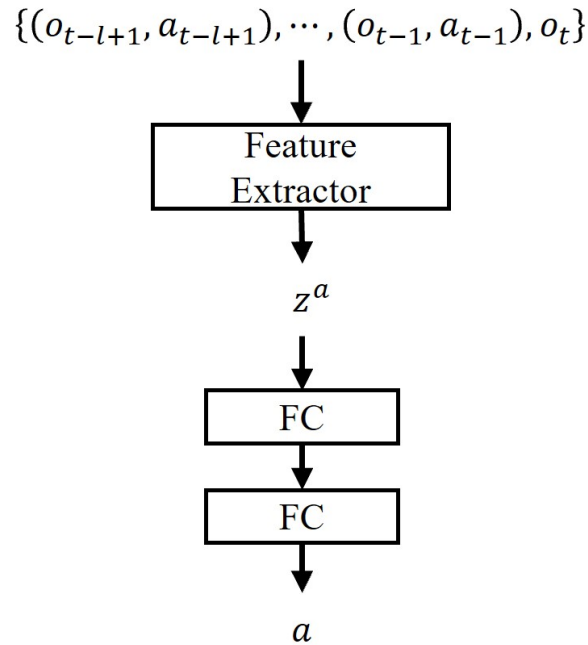 {(o_{t−l+1}, a_{t−l+1}), ⋯, (o_{t−1}, a_{t−1}), o_t}
Feature
Extractor
z^a
FC
FC
a